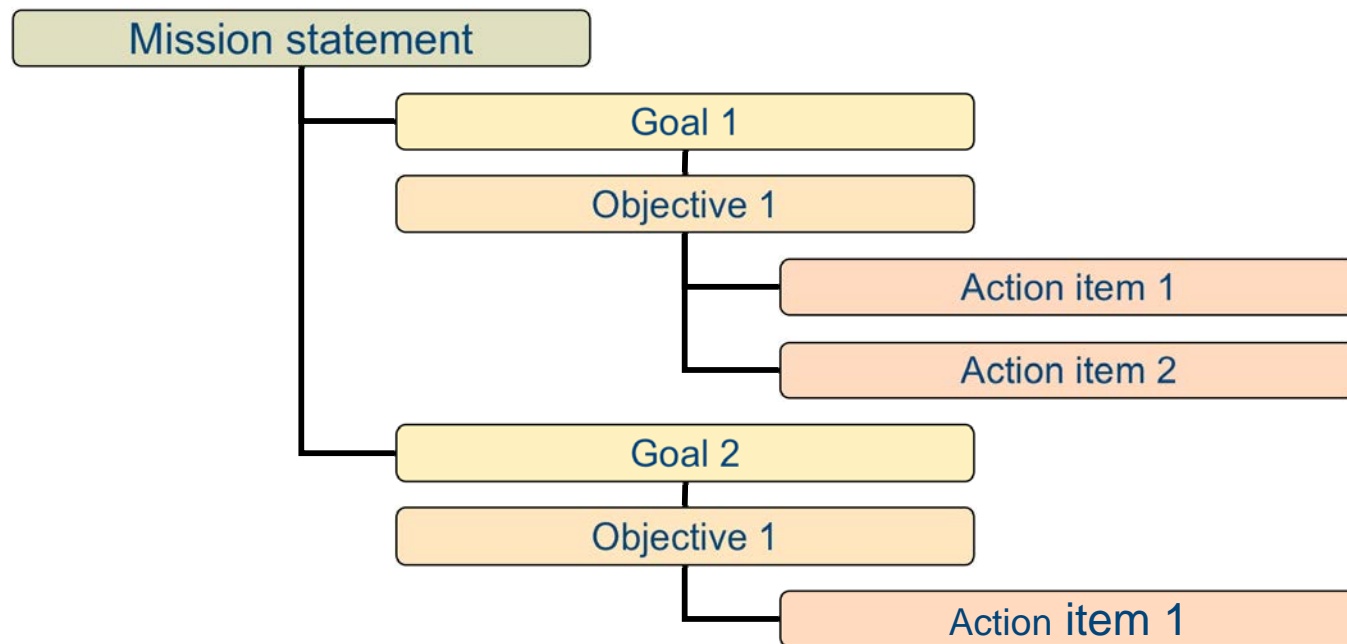 Mission statement
Goal 1
Objective 1
Action item 1
Action item 2
Goal 2
Objective 1
Action item 1